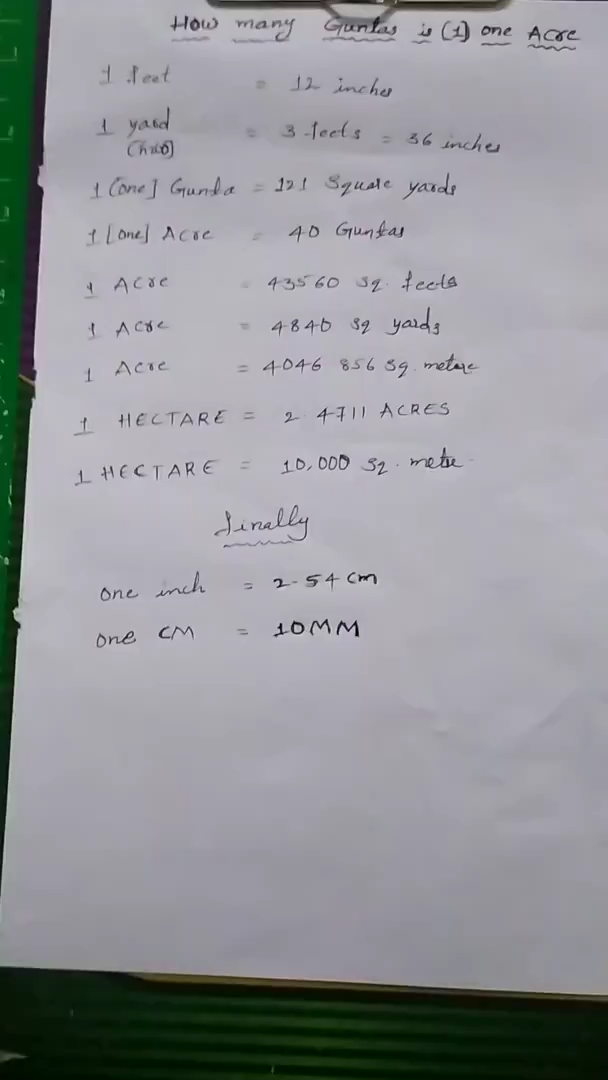 How many Guntas is (1) one Acre
1 feet = 12 inches
1 yard = 3 feets = 36 inches
1 [one] Gunda = 121 Square yards
1 [one] Acre = 40 Guntas
1 Acre = 43560 sq. feets
1 Acre = 4840 sq yards
1 Acre = 4046 856 sq. metere
1 HECTARE = 2.4711 ACRES
1 HECTARE = 10,000 sq. metre
finally
one inch = 2.54 cm
one CM = 10MM